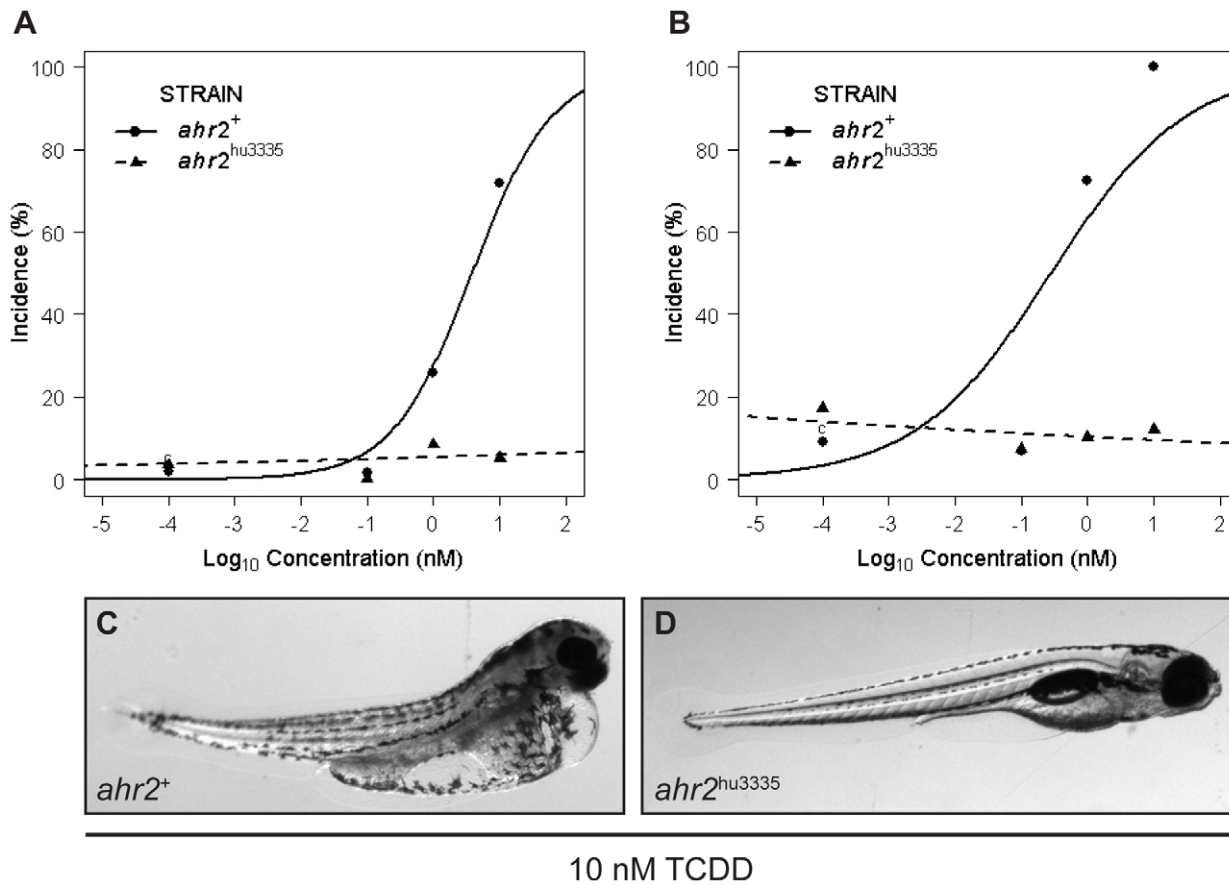 A
B
STRAIN
ahr2+
ahr2hu3335
100
80
60
40
20
0
Incidence (%)
c
-5 -4 -3 -2 -1 0 1 2
Log10 Concentration (nM)
STRAIN
ahr2+
ahr2hu3335
100
80
60
40
20
0
Incidence (%)
c
-5 -4 -3 -2 -1 0 1 2
Log10 Concentration (nM)
C
ahr2+
D
ahr2hu3335
10 nM TCDD